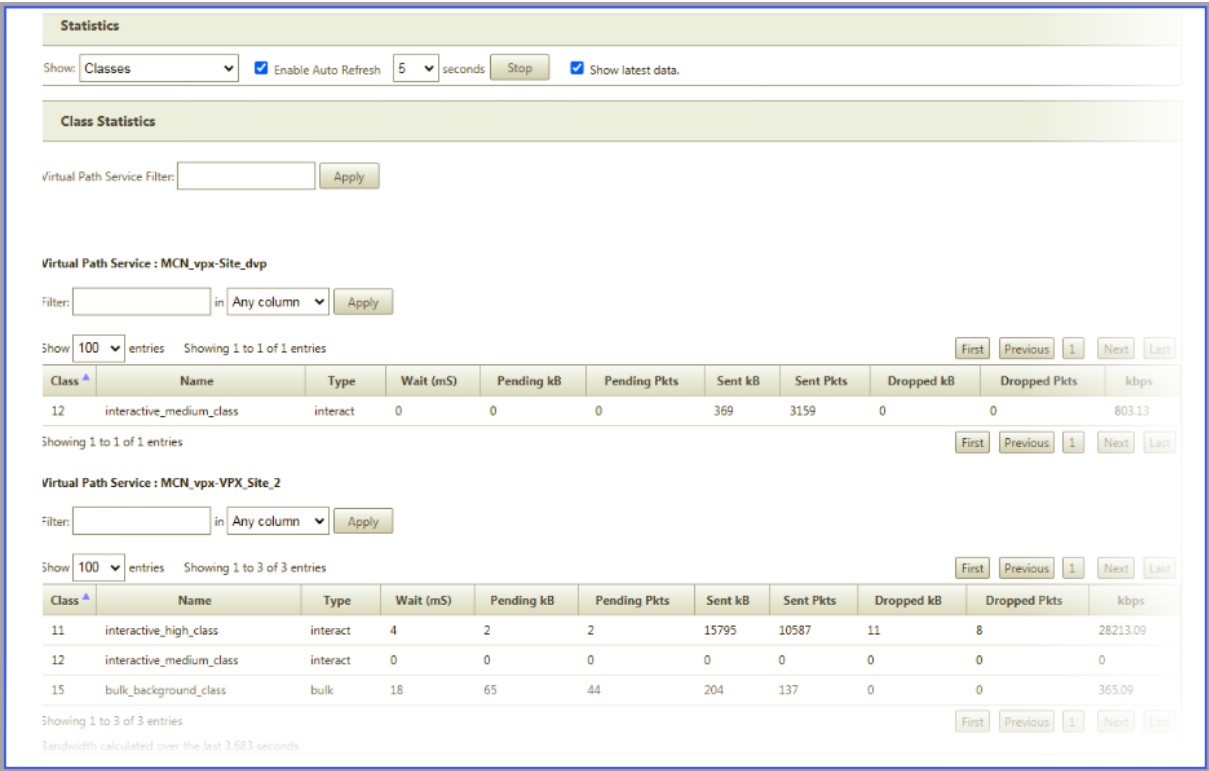 Statistics
Show: Classes Enable Auto Refresh 5 seconds Stop Show latest data.
Class Statistics
Virtual Path Service Filter: Apply
Virtual Path Service : MCN_vpx-Site_dvp
Filter: in Any column Apply
Show 100 entries Showing 1 to 1 of 1 entries First Previous 1 Next Last
Class Name Type Wait (mS) Pending kB Pending Pkts Sent kB Sent Pkts Dropped kB Dropped Pkts kbps
12 interactive_medium_class interact 0 0 0 369 3159 0 0 803.13
Showing 1 to 1 of 1 entries First Previous 1 Next Last
Virtual Path Service : MCN_vpx-VPX_Site_2
Filter: in Any column Apply
Show 100 entries Showing 1 to 3 of 3 entries First Previous 1 Next Last
Class Name Type Wait (mS) Pending kB Pending Pkts Sent kB Sent Pkts Dropped kB Dropped Pkts kbps
11 interactive_high_class interact 4 2 2 15795 10587 11 8 28213.09
12 interactive_medium_class interact 0 0 0 0 0 0 0 0
15 bulk_background_class bulk 18 65 44 204 137 0 0 365.09
Showing 1 to 3 of 3 entries First Previous 1 Next Last
Bandwidth calculated over the last 3.683 seconds